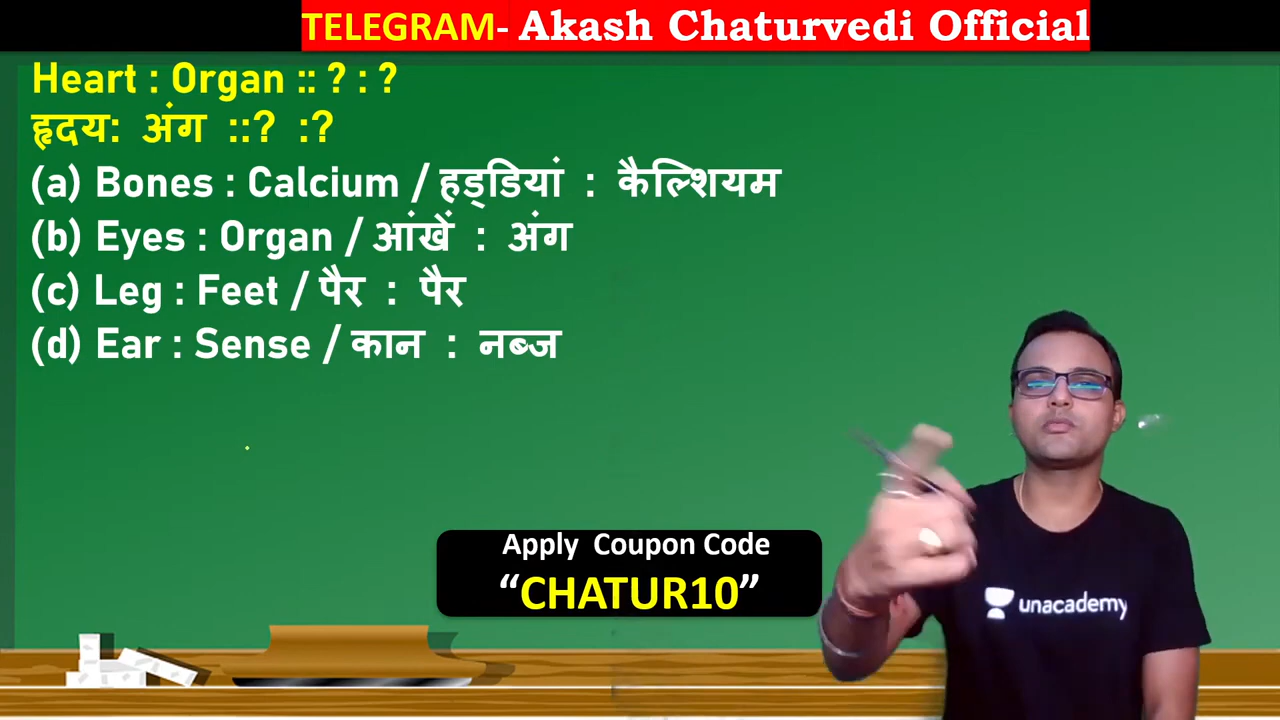 TELEGRAM- Akash Chaturvedi Official
Heart : Organ :: ? : ?
हृदय: अंग ::? :?
(a) Bones : Calcium / हड्डियां : कैल्शियम
(b) Eyes : Organ / आंखें : अंग
(c) Leg : Feet / पैर : पैर
(d) Ear : Sense / कान : नब्ज
Apply Coupon Code
“CHATUR10”
unacademy